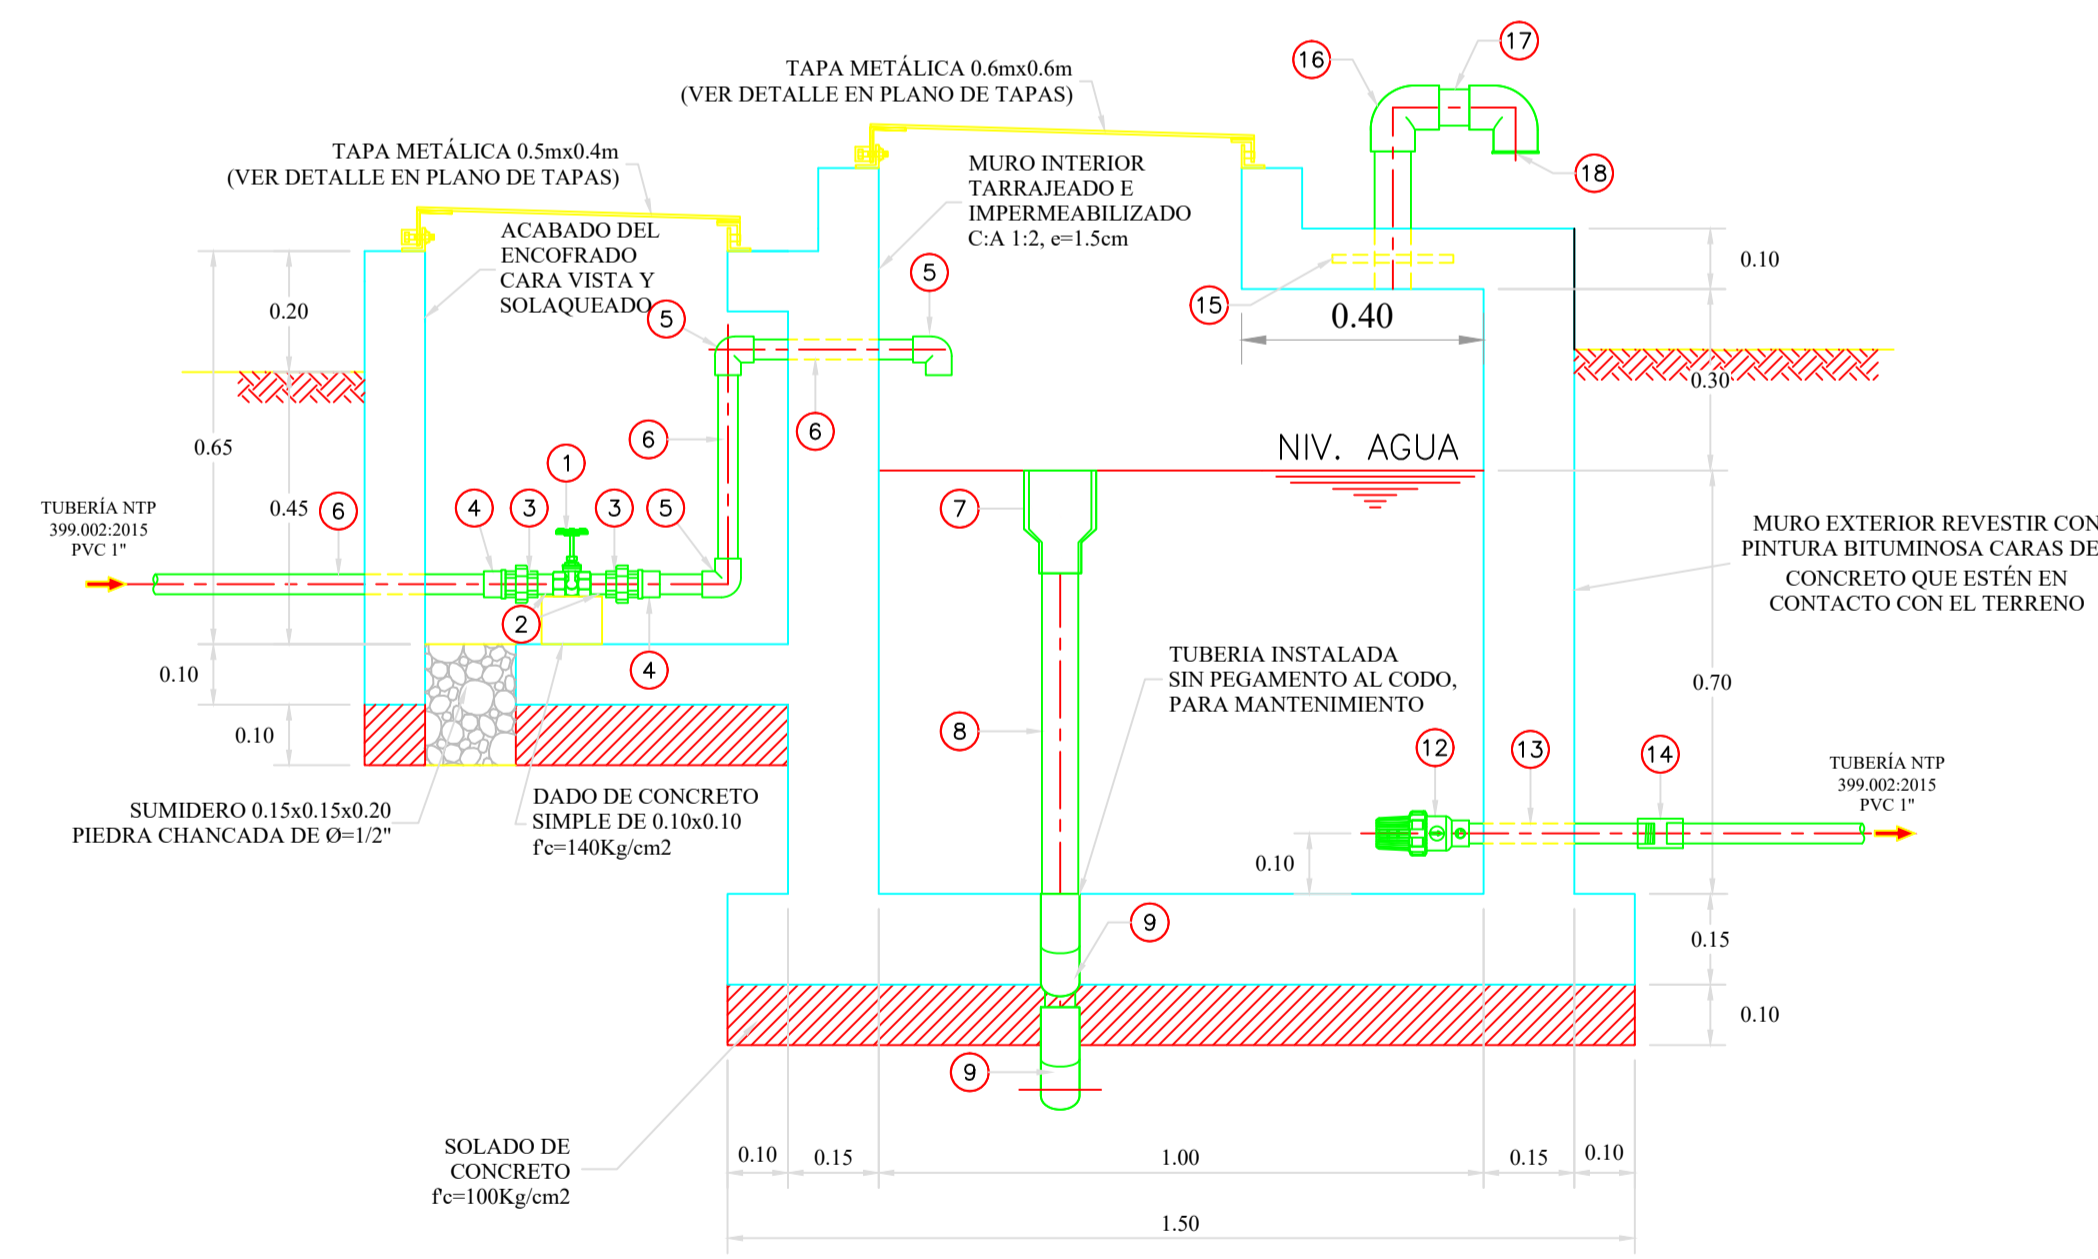 17
16
TAPA METÁLICA 0.6mx0.6m
(VER DETALLE EN PLANO DE TAPAS)
TAPA METÁLICA 0.5mx0.4m
(VER DETALLE EN PLANO DE TAPAS)
MURO INTERIOR
TARRAJEADO E
IMPERMEABILIZADO
C:A 1:2, e=1.5cm
18
ACABADO DEL
ENCOFRADO
CARA VISTA Y
SOLAQUEADO
5
5
15
0.40
0.10
0.20
0.30
6
6
0.65
0.45
NIV. AGUA
1
TUBERÍA NTP
399.002:2015
PVC 1"
6
4
3
3
5
7
MURO EXTERIOR REVESTIR CON
PINTURA BITUMINOSA CARAS DE
CONCRETO QUE ESTÉN EN
CONTACTO CON EL TERRENO
2
4
0.10
0.10
TUBERIA INSTALADA
SIN PEGAMENTO AL CODO,
PARA MANTENIMIENTO
0.70
8
12
13
14
TUBERÍA NTP
399.002:2015
PVC 1"
SUMIDERO 0.15x0.15x0.20
PIEDRA CHANCADA DE Ø=1/2"
DADO DE CONCRETO
SIMPLE DE 0.10x0.10
f'c=140Kg/cm2
0.10
9
0.15
0.10
9
SOLADO DE
CONCRETO
f'c=100Kg/cm2
0.10
0.15
1.00
0.15
0.10
1.50